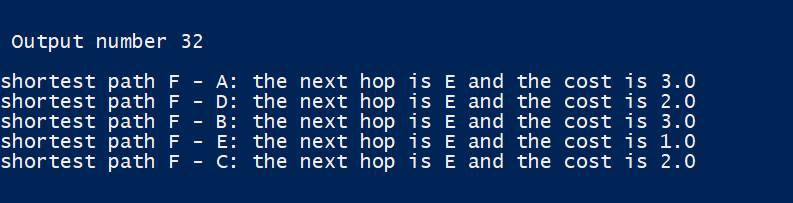 Output number 32
shortest path F - A: the next hop is E and the cost is 3.0
shortest path F - D: the next hop is E and the cost is 2.0
shortest path F - B: the next hop is E and the cost is 3.0
shortest path F - E: the next hop is E and the cost is 1.0
shortest path F - C: the next hop is E and the cost is 2.0